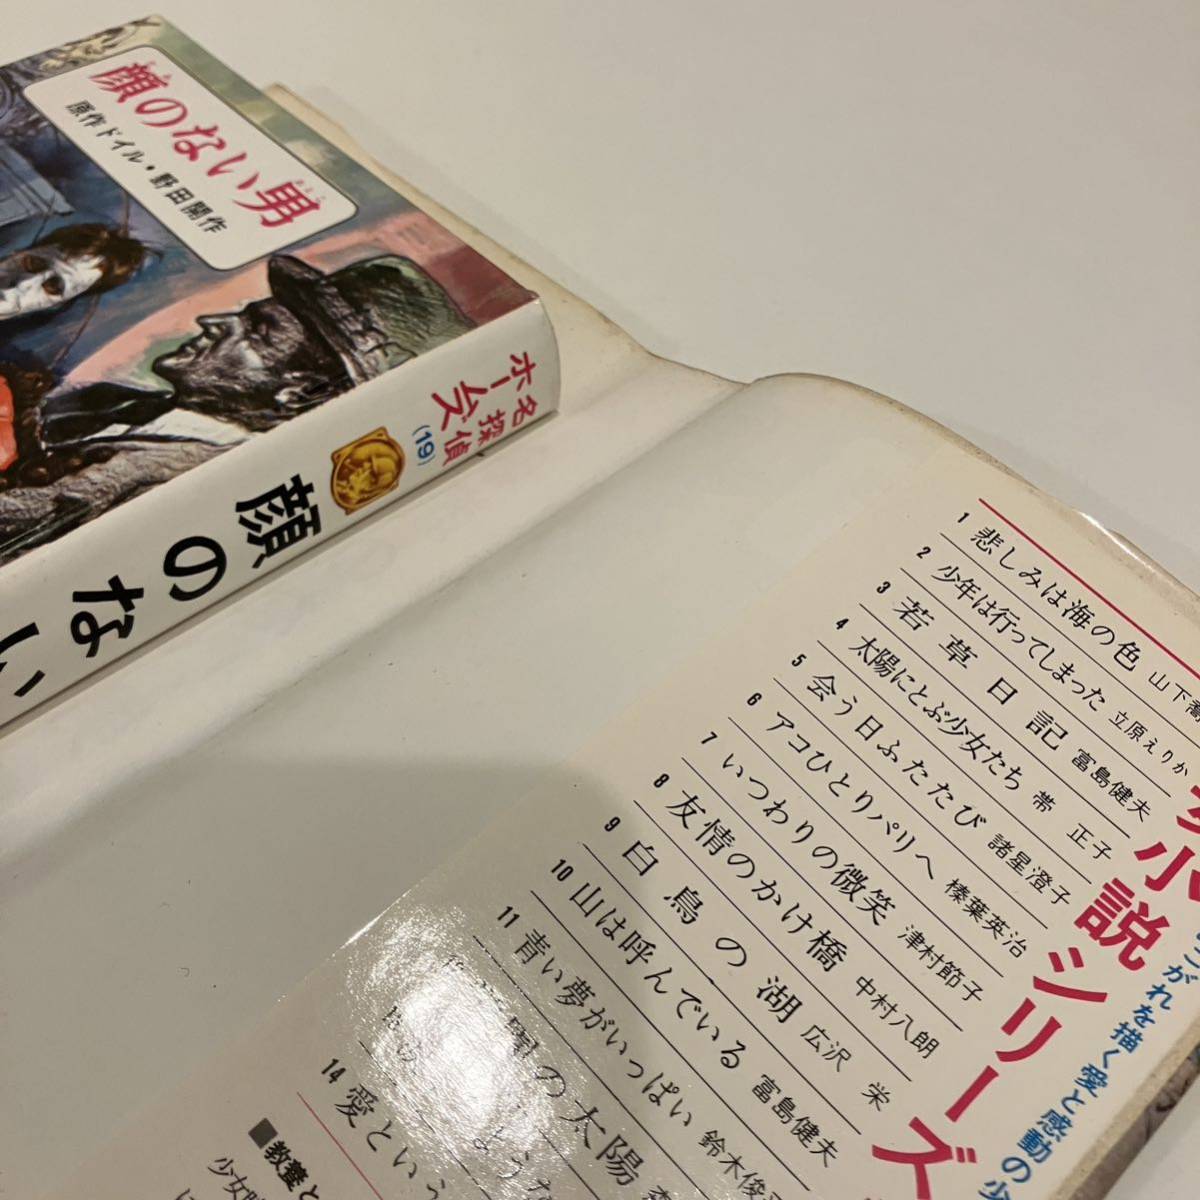 顔のない男
原作ドイル・野田開作
名探偵
ホームズ
(19)
顔のない
1 悲しみは海の色 山下喬
2 少年は行ってしまった 立原えりか
3 若草日記 富島健夫
4 太陽にとぶ少女たち 帯 正子
5 会う日ふたたび 諸星澄子
6 アコひとりパリへ 榛葉英治
7 いつわりの微笑 津村節子
8 友情のかけ橋 中村八朗
9 白鳥の湖 広沢 栄
10 山は呼んでいる 富島健夫
11 青い夢がいっぱい 鈴木俊平
の太陽
14 愛という
小説シリーズ
こがれを描く愛と感動の少
■教養と
少女時
に